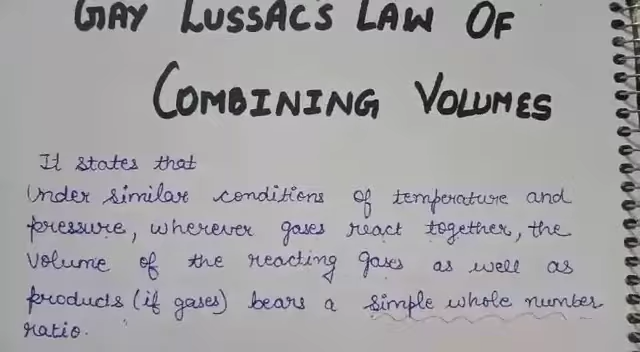 GAY LUSSAC'S LAW OF
COMBINING VOLUMES
It states that
Under similar conditions of temperature and
pressure, wherever gases react together, the
volume of the reacting gases as well as
products (if gases) bears a simple whole number
ratio.